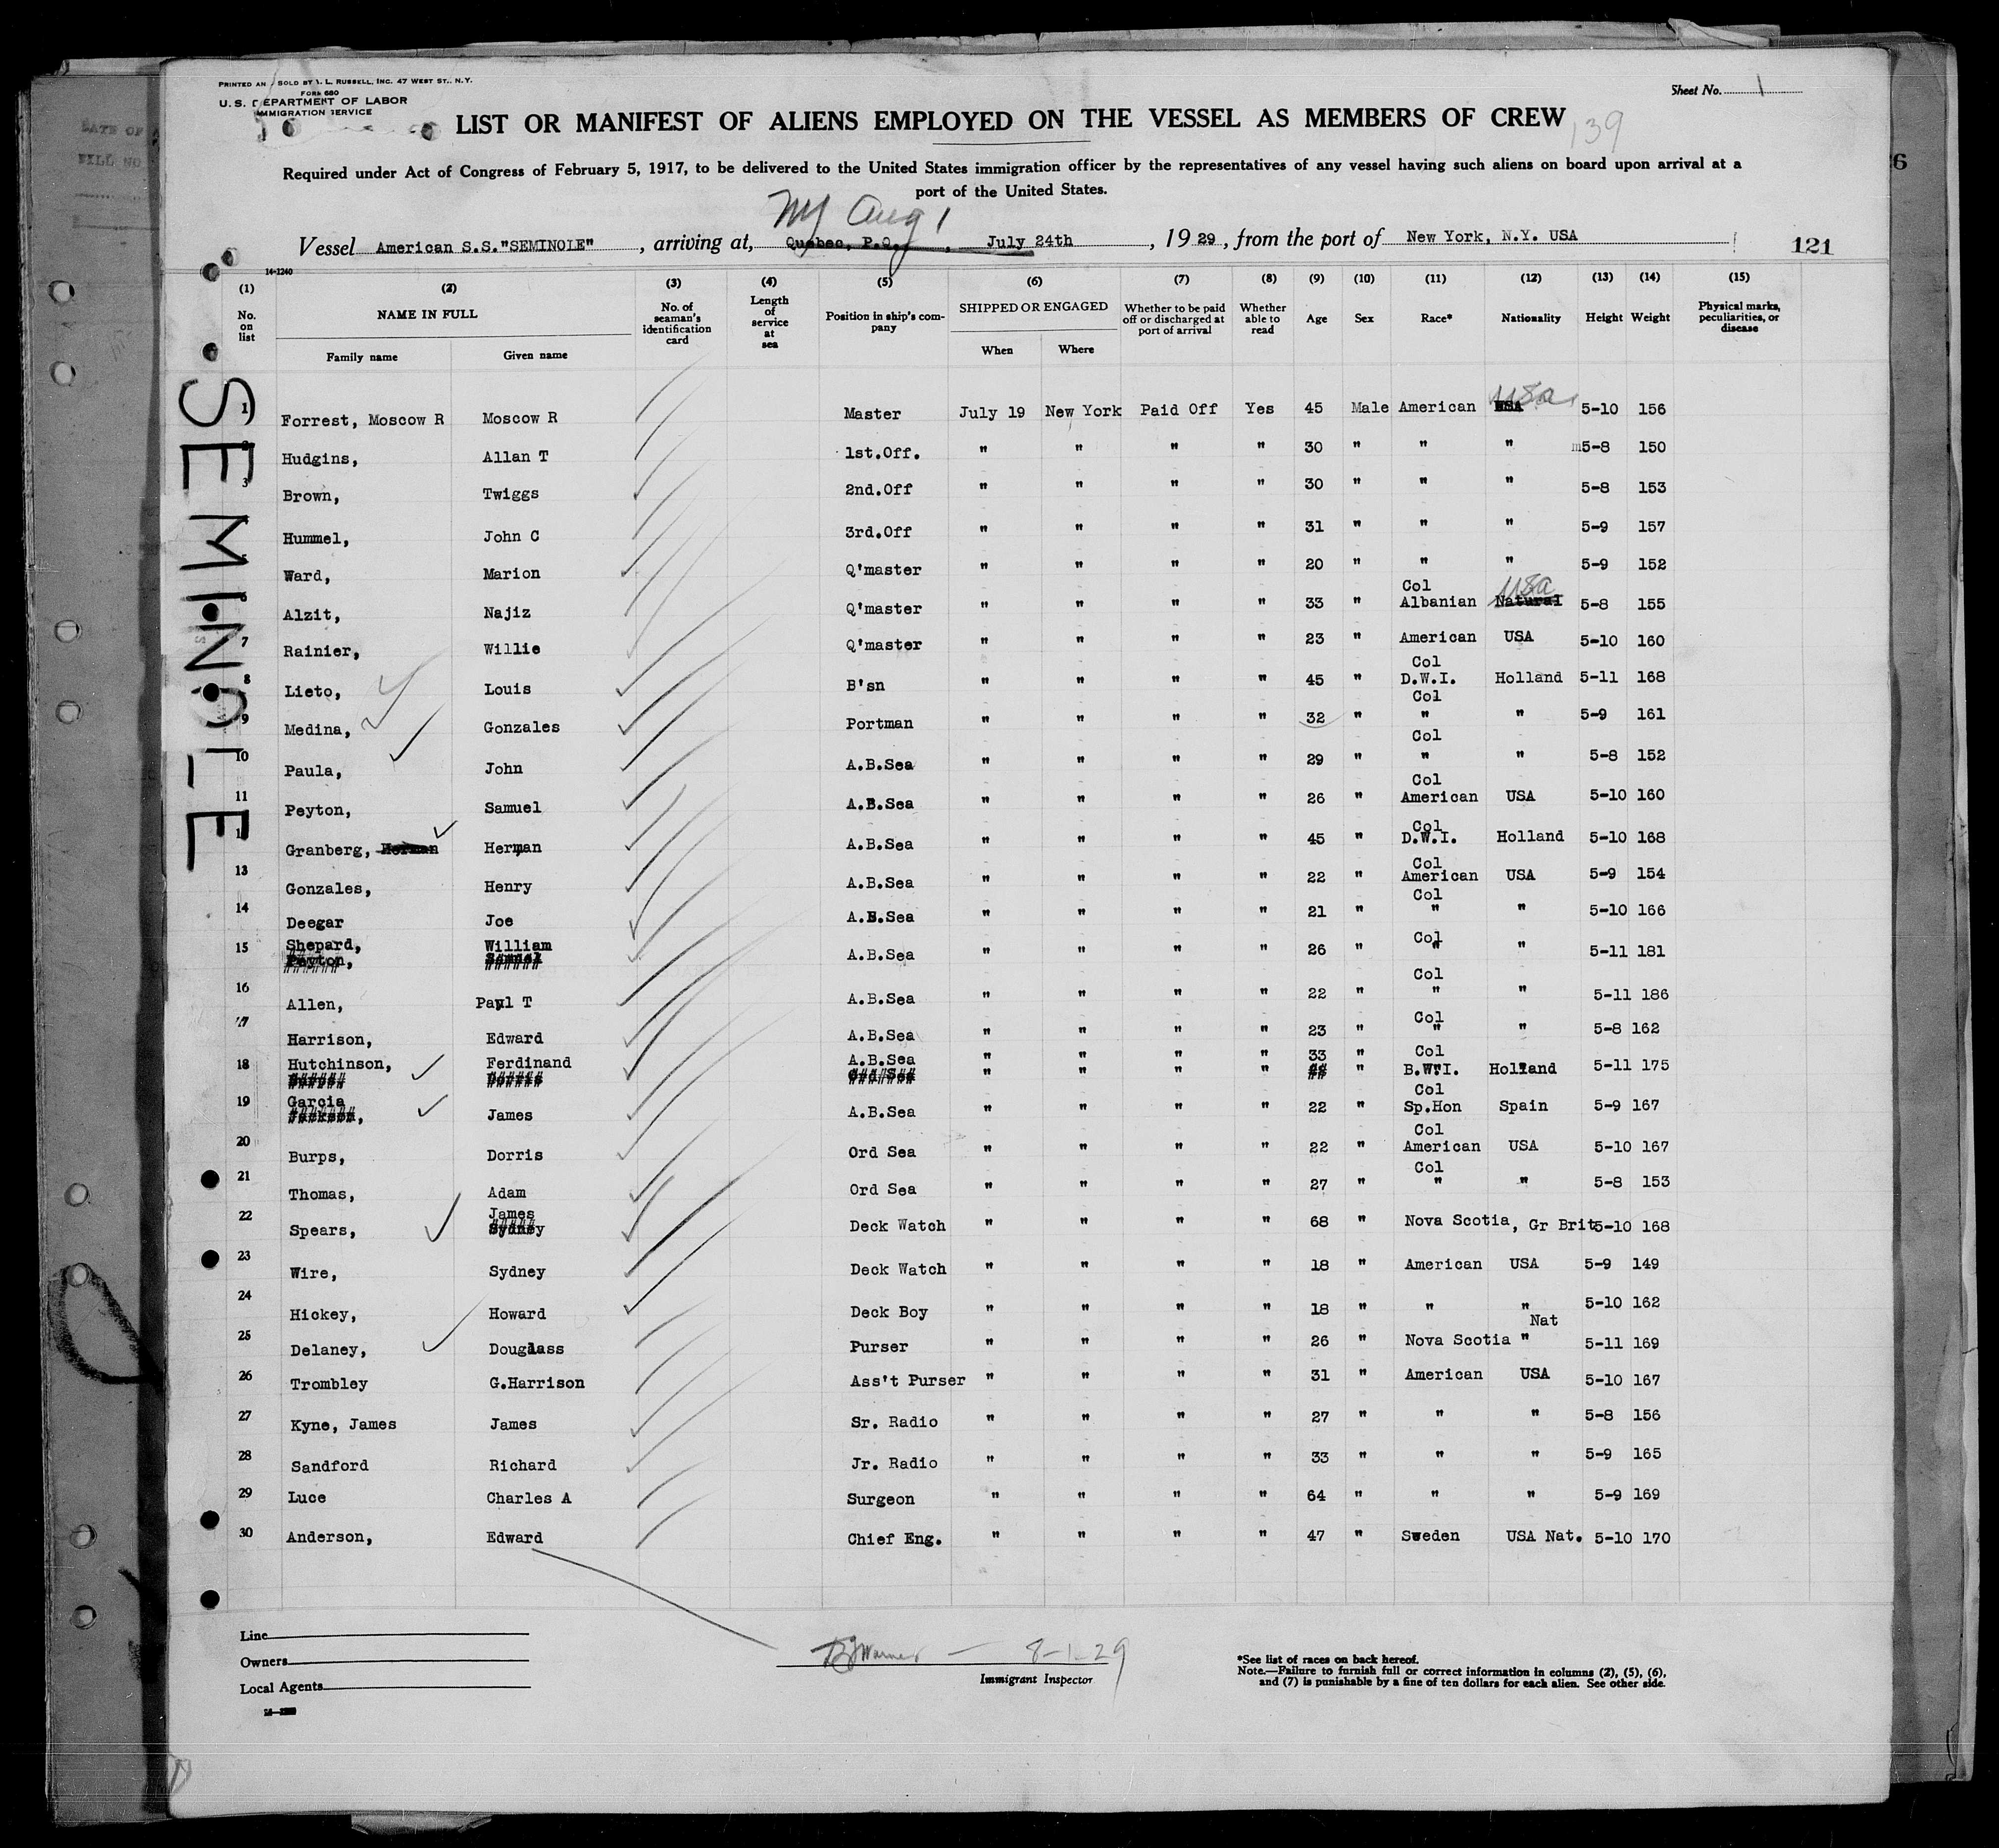 PRINTED AN SOLD BY L. RUSSELL, INC. 47 WEST ST., N.Y.
FORM 680
U. S. DEPARTMENT OF LABOR
IMMIGRATION SERVICE
Sheet No. 1
LIST OR MANIFEST OF ALIENS EMPLOYED ON THE VESSEL AS MEMBERS OF CREW
139
Required under Act of Congress of February 5, 1917, to be delivered to the United States immigration officer by the representatives of any vessel having such aliens on board upon arrival at a
port of the United States.
NY Aug 1
Vessel American S.S."SEMINOLE" , arriving at, Quebec, P.Q., July 24th , 19 29 , from the port of New York, N.Y. USA
121
14-1240
(1) (2) (3) (4) (5) (6) (7) (8) (9) (10) (11) (12) (13) (14) (15)
No. on list NAME IN FULL No. of seaman's identification card Length of service at sea Position in ship's company SHIPPED OR ENGAGED Whether to be paid off or discharged at port of arrival Whether able to read Age Sex Race* Nationality Height Weight Physical marks, peculiarities, or disease
Family name Given name When Where
SEMINOLE
1 Forrest, Moscow R Moscow R Master July 19 New York Paid Off Yes 45 Male American USA USA 5-10 156
2 Hudgins, Allan T 1st.Off. " " " " 30 " " " 5-8 150
3 Brown, Twiggs 2nd.Off " " " " 30 " " " 5-8 153
Hummel, John C 3rd.Off " " " " 31 " " " 5-9 157
5 Ward, Marion Q'master " " " " 20 " " " 5-9 152
6 Alzit, Najiz Q'master " " " " 33 " Col Albanian USA Natural 5-8 155
7 Rainier, Willie Q'master " " " " 23 " American USA 5-10 160
8 Lieto, Louis B'sn " " " " 45 " Col D.W.I. Holland 5-11 168
9 Medina, Gonzales Portman " " " " 32 " Col " " 5-9 161
10 Paula, John A.B.Sea " " " " 29 " Col " " 5-8 152
11 Peyton, Samuel A.B.Sea " " " " 26 " Col American USA 5-10 160
1 Granberg, Herman Herman A.B.Sea " " " " 45 " Col D.W.I. Holland 5-10 168
13 Gonzales, Henry A.B.Sea " " " " 22 " Col American USA 5-9 154
14 Deegar Joe A.B.Sea " " " " 21 " Col " " 5-10 166
15 Shepard, William A.B.Sea " " " " 26 " Col " " 5-11 181
Peyton, Samuel
16 Allen, Paul T A.B.Sea " " " " 22 " Col " " 5-11 186
17 Harrison, Edward A.B.Sea " " " " 23 " Col " " 5-8 162
18 Hutchinson, Ferdinand A.B.Sea " " " " 33 " Col B.W.I. Holland 5-11 175
Burps, Dorris Ord Sea " " " "
19 Garcia James A.B.Sea " " " " 22 " Col Sp.Hon Spain 5-9 167
Jackson,
20 Burps, Dorris Ord Sea " " " " 22 " Col American USA 5-10 167
21 Thomas, Adam Ord Sea " " " " 27 " Col " " 5-8 153
22 Spears, James Sydney Deck Watch " " " " 68 " Nova Scotia, Gr Brit 5-10 168
23 Wire, Sydney Deck Watch " " " " 18 " American USA 5-9 149
24 Hickey, Howard Deck Boy " " " " 18 " " " 5-10 162
25 Delaney, Douglass Purser " " " " 26 " Nova Scotia " Nat 5-11 169
26 Trombley G.Harrison Ass't Purser " " " " 31 " American USA 5-10 167
27 Kyne, James James Sr. Radio " " " " 27 " " " 5-8 156
28 Sandford Richard Jr. Radio " " " " 33 " " " 5-9 165
29 Luce Charles A Surgeon " " " " 64 " " " 5-9 169
30 Anderson, Edward Chief Eng. " " " " 47 " Sweden USA Nat. 5-10 170
Line
Owners
Local Agents
Warner — 8-1-29
Immigrant Inspector
*See list of races on back hereof.
Note.—Failure to furnish full or correct information in columns (2), (5), (6),
and (7) is punishable by a fine of ten dollars for each alien. See other side.